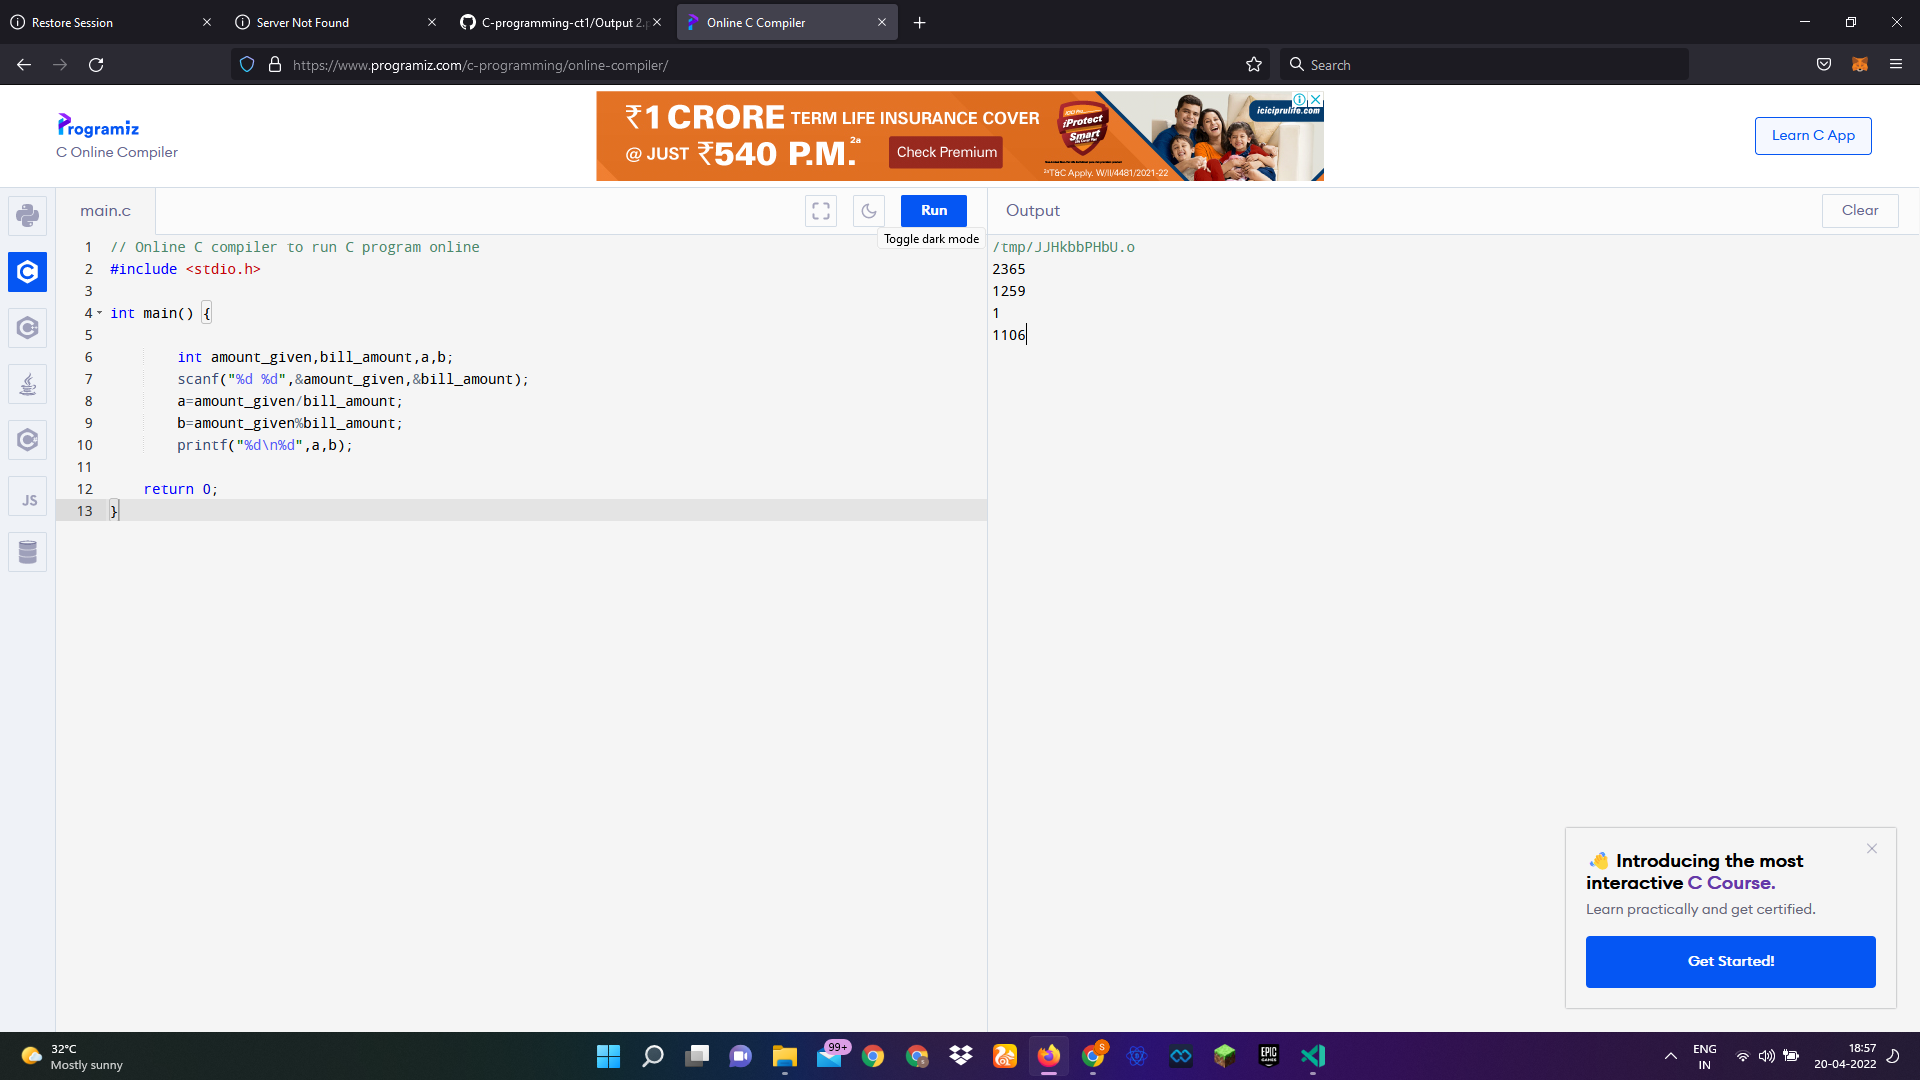 Restore Session
Server Not Found
C-programming-ct1/Output 2.p
Online C Compiler
https://www.programiz.com/c-programming/online-compiler/
Search
Programiz
C Online Compiler
₹1 CRORE TERM LIFE INSURANCE COVER
@ JUST ₹540 P.M.2a
Check Premium
iProtect
Smart
iciciprulife.com
2aT&C Apply. W/II/4481/2021-22
Learn C App
main.c
Run
Toggle dark mode
Output
Clear
1 // Online C compiler to run C program online
2 #include <stdio.h>
3
4 int main() {
5
6 int amount_given,bill_amount,a,b;
7 scanf("%d %d",&amount_given,&bill_amount);
8 a=amount_given/bill_amount;
9 b=amount_given%bill_amount;
10 printf("%d\n%d",a,b);
11
12 return 0;
13 }
JS
/tmp/JJHkbbPHbU.o
2365
1259
1
1106
👋 Introducing the most
interactive C Course.
Learn practically and get certified.
Get Started!
32°C
Mostly sunny
99+
S
EPIC
GAMES
ENG
IN
18:57
20-04-2022